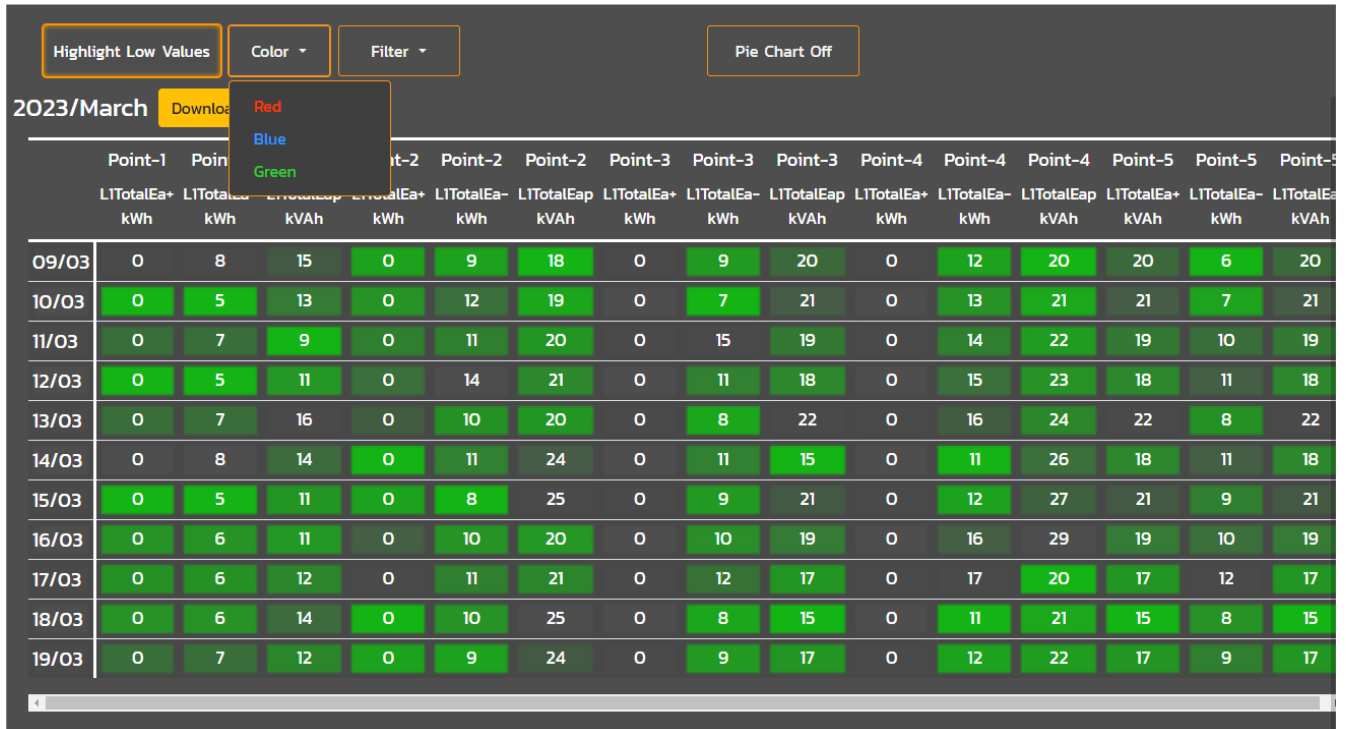 Highlight Low Values Color Filter Pie Chart Off
2023/March Downloa
Red
Blue
Green
Point-1 Poin t-2 Point-2 Point-2 Point-3 Point-3 Point-3 Point-4 Point-4 Point-4 Point-5 Point-5 Point-5
L1TotalEa+ L1TotalEa- L1TotalEap L1TotalEa+ L1TotalEa- L1TotalEap L1TotalEa+ L1TotalEa- L1TotalEap L1TotalEa+ L1TotalEa- L1TotalEap L1TotalEa+ L1TotalEa- L1TotalEa
kWh kWh kVAh kWh kWh kVAh kWh kWh kVAh kWh kWh kVAh kVAh kWh kVAh
09/03 0 8 15 0 9 18 0 9 20 0 12 20 20 6 20
10/03 0 5 13 0 12 19 0 7 21 0 13 21 21 7 21
11/03 0 7 9 0 11 20 0 15 19 0 14 22 19 10 19
12/03 0 5 11 0 14 21 0 11 18 0 15 23 18 11 18
13/03 0 7 16 0 10 20 0 8 22 0 16 24 22 8 22
14/03 0 8 14 0 11 24 0 11 15 0 11 26 18 11 18
15/03 0 5 11 0 8 25 0 9 21 0 12 27 21 9 21
16/03 0 6 11 0 10 20 0 10 19 0 16 29 19 10 19
17/03 0 6 12 0 11 21 0 12 17 0 17 20 17 12 17
18/03 0 6 14 0 10 25 0 8 15 0 11 21 15 8 15
19/03 0 7 12 0 9 24 0 9 17 0 12 22 17 9 17